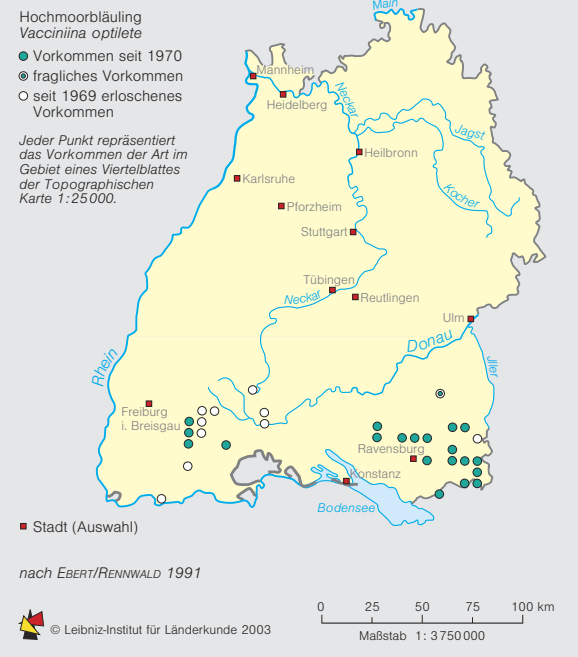 Hochmoorbläuling
Vacciniina optilete
Vorkommen seit 1970
fragliches Vorkommen
seit 1969 erloschenes
Vorkommen
Jeder Punkt repräsentiert
das Vorkommen der Art im
Gebiet eines Viertelblattes
der Topographischen
Karte 1:25000.
Main
Mannheim
Heidelberg
Neckar
Jagst
Heilbronn
Karlsruhe
Kocher
Pforzheim
Stuttgart
Tübingen
Neckar
Reutlingen
Ulm
Donau
Jller
Rhein
Freiburg
i. Breisgau
Ravensburg
Konstanz
Bodensee
Stadt (Auswahl)
nach EBERT/RENNWALD 1991
© Leibniz-Institut für Länderkunde 2003
0 25 50 75 100 km
Maßstab 1:3750000